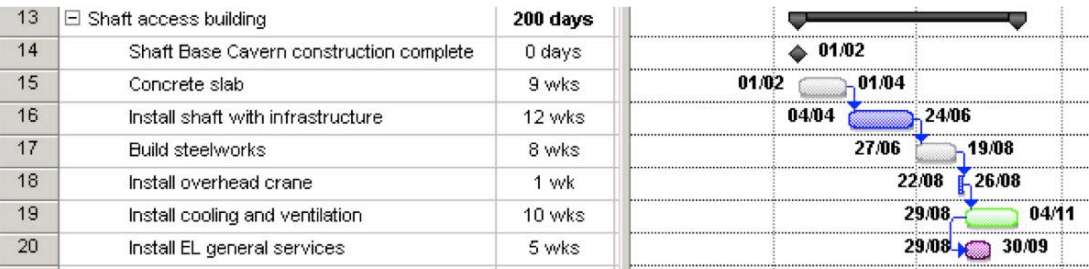 13 Shaft access building 200 days
14 Shaft Base Cavern construction complete 0 days 01/02
15 Concrete slab 9 wks 01/02 01/04
16 Install shaft with infrastructure 12 wks 04/04 24/06
17 Build steelworks 8 wks 27/06 19/08
18 Install overhead crane 1 wk 22/08 26/08
19 Install cooling and ventilation 10 wks 29/08 04/11
20 Install EL general services 5 wks 29/08 30/09